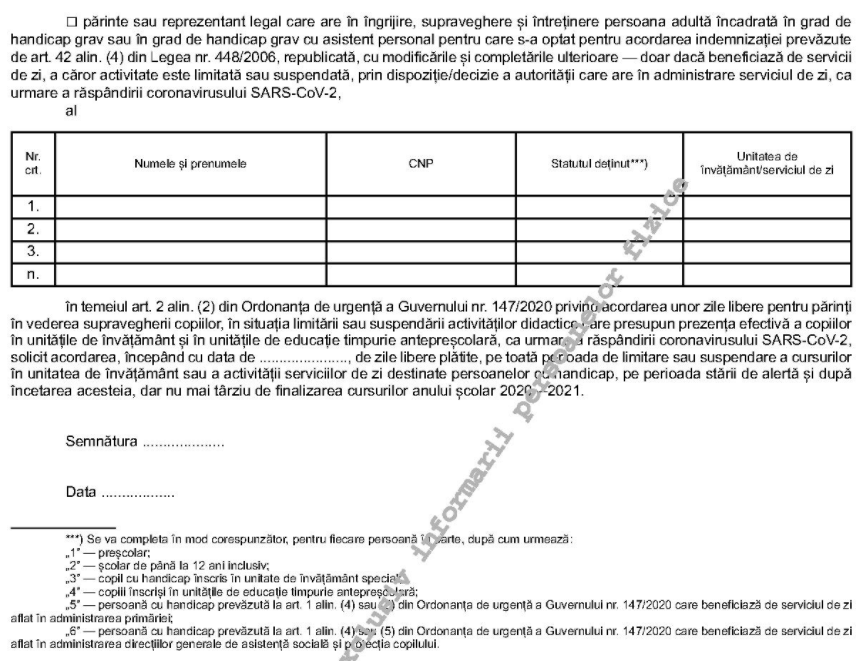 ☐ părinte sau reprezentant legal care are în îngrijire, supraveghere și întreținere persoana adultă încadrată în grad de
handicap grav sau în grad de handicap grav cu asistent personal pentru care s-a optat pentru acordarea indemnizației prevăzute
de art. 42 alin. (4) din Legea nr. 448/2006, republicată, cu modificările și completările ulterioare — doar dacă beneficiază de servicii
de zi, a căror activitate este limitată sau suspendată, prin dispoziție/decizie a autorității care are în administrare serviciul de zi, ca
urmare a răspândirii coronavirusului SARS-CoV-2,
al
Nr. crt. Numele și prenumele CNP Statutul deținut***) Unitatea de învățământ/serviciul de zi
1.
2.
3.
n.
în temeiul art. 2 alin. (2) din Ordonanța de urgență a Guvernului nr. 147/2020 privind acordarea unor zile libere pentru părinți
în vederea supravegherii copiilor, în situația limitării sau suspendării activităților didactice care presupun prezența efectivă a copiilor
în unitățile de învățământ și în unitățile de educație timpurie antepreșcolară, ca urmare a răspândirii coronavirusului SARS-CoV-2,
solicit acordarea, începând cu data de ....................., de zile libere plătite, pe toată perioada de limitare sau suspendare a cursurilor
în unitatea de învățământ sau a activității serviciilor de zi destinate persoanelor cu handicap, pe perioada stării de alertă și după
încetarea acesteia, dar nu mai târziu de finalizarea cursurilor anului școlar 2020—2021.
Semnătura ....................
Data ..................
***) Se va completa în mod corespunzător, pentru fiecare persoană în parte, după cum urmează:
„1” — preșcolar;
„2” — școlar de până la 12 ani inclusiv;
„3” — copil cu handicap înscris în unitate de învățământ special;
„4” — copiii înscriși în unitățile de educație timpurie antepreșcolară;
„5” — persoană cu handicap prevăzută la art. 1 alin. (4) sau (5) din Ordonanța de urgență a Guvernului nr. 147/2020 care beneficiază de serviciul de zi
aflat în administrarea primăriei;
„6” — persoană cu handicap prevăzută la art. 1 alin. (4) sau (5) din Ordonanța de urgență a Guvernului nr. 147/2020 care beneficiază de serviciul de zi
aflat în administrarea direcțiilor generale de asistență socială și protecția copilului.
informarii persoanelor fizice